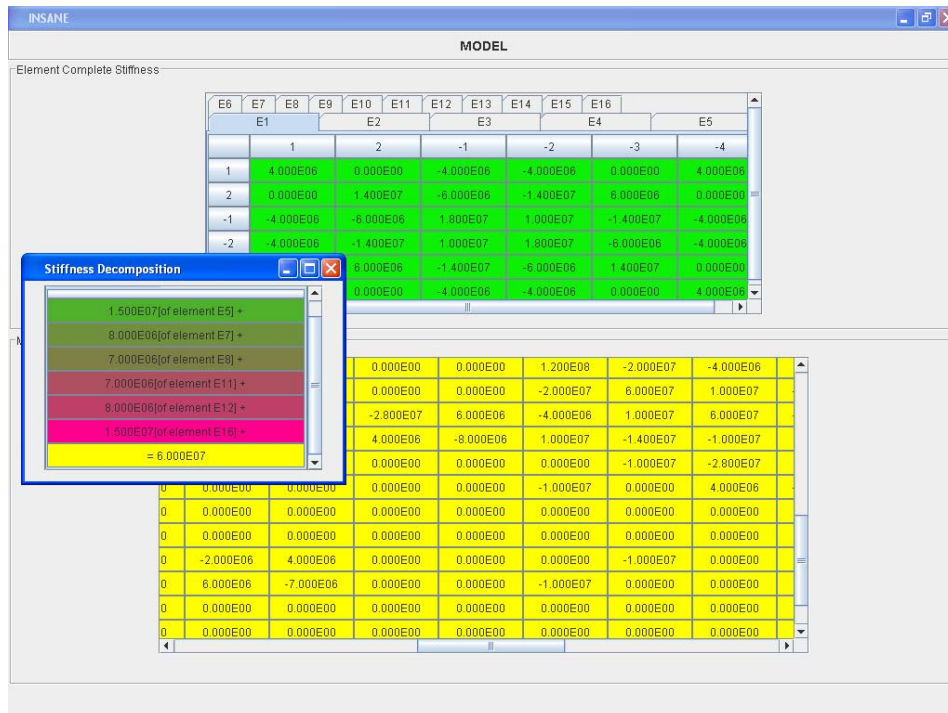 INSANE
MODEL
Element Complete Stiffness
E6 E7 E8 E9 E10 E11 E12 E13 E14 E15 E16
E1 E2 E3 E4 E5
1 2 -1 -2 -3 -4
1 4.000E06 0.000E00 -4.000E06 -4.000E06 0.000E00 4.000E06
2 0.000E00 1.400E07 -6.000E06 -1.400E07 6.000E06 0.000E00
-1 -4.000E06 -6.000E06 1.800E07 1.000E07 -1.400E07 -4.000E06
-2 -4.000E06 -1.400E07 1.000E07 1.800E07 -6.000E06 -4.000E06
6.000E06 -1.400E07 -6.000E06 1.400E07 0.000E00
0.000E00 -4.000E06 -4.000E06 0.000E00 4.000E06
Stiffness Decomposition
1.500E07[of element E5] +
8.000E06[of element E7] +
7.000E06[of element E8] +
7.000E06[of element E11] +
8.000E06[of element E12] +
1.500E07[of element E16] +
= 6.000E07
0.000E00 0.000E00 1.200E08 -2.000E07 -4.000E06
0.000E00 0.000E00 -2.000E07 6.000E07 1.000E07
-2.800E07 6.000E06 -4.000E06 1.000E07 6.000E07
4.000E06 -8.000E06 1.000E07 -1.400E07 -1.000E07
0.000E00 0.000E00 0.000E00 -1.000E07 -2.800E07
0 0.000E00 0.000E00 0.000E00 0.000E00 -1.000E07 0.000E00 4.000E06
0 0.000E00 0.000E00 0.000E00 0.000E00 0.000E00 0.000E00 0.000E00
0 0.000E00 0.000E00 0.000E00 0.000E00 0.000E00 0.000E00 0.000E00
0 -2.000E06 4.000E06 0.000E00 0.000E00 0.000E00 -1.000E07 0.000E00
0 6.000E06 -7.000E06 0.000E00 0.000E00 -1.000E07 0.000E00 0.000E00
0 0.000E00 0.000E00 0.000E00 0.000E00 0.000E00 0.000E00 0.000E00
0 0.000E00 0.000E00 0.000E00 0.000E00 0.000E00 0.000E00 0.000E00